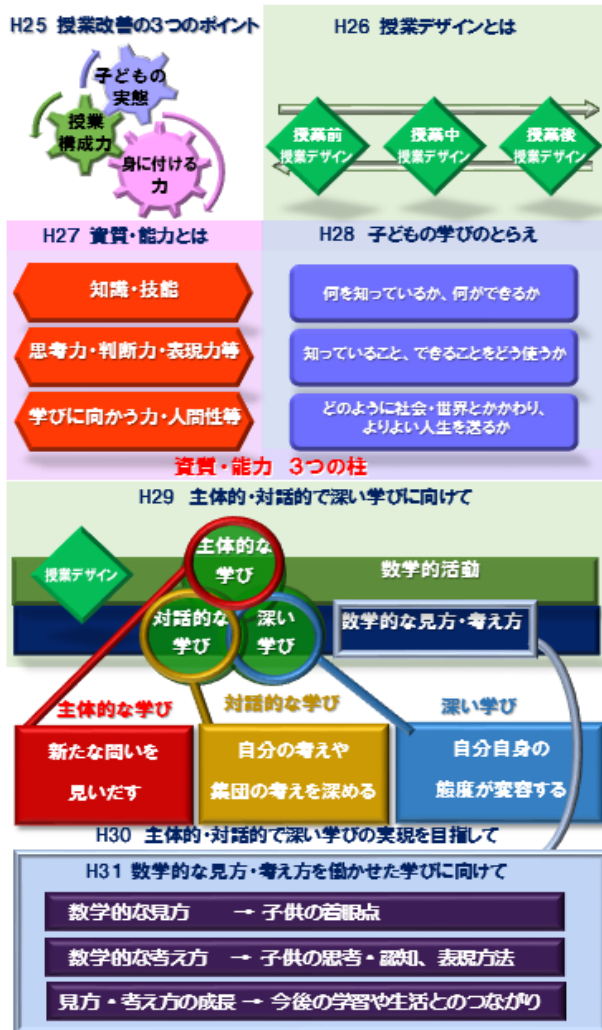 H25 授業改善の3つのポイント
子どもの
実態
授業
構成力
身に付ける
力
H26 授業デザインとは
授業前
授業デザイン
授業中
授業デザイン
授業後
授業デザイン
H27 資質・能力とは
知識・技能
思考力・判断力・表現力等
学びに向かう力・人間性等
H28 子どもの学びのとらえ
何を知っているか、何ができるか
知っていること、できることをどう使うか
どのように社会・世界とかかわり、
よりよい人生を送るか
資質・能力 3つの柱
H29 主体的・対話的で深い学びに向けて
授業デザイン
主体的な
学び
対話的な
学び
深い
学び
数学的活動
数学的な見方・考え方
主体的な学び
新たな問いを
見いだす
対話的な学び
自分の考えや
集団の考えを深める
深い学び
自分自身の
態度が変容する
H30 主体的・対話的で深い学びの実現を目指して
H31 数学的な見方・考え方を働かせた学びに向けて
数学的な見方 → 子供の着眼点
数学的な考え方 → 子供の思考・認知、表現方法
見方・考え方の成長 → 今後の学習や生活とのつながり